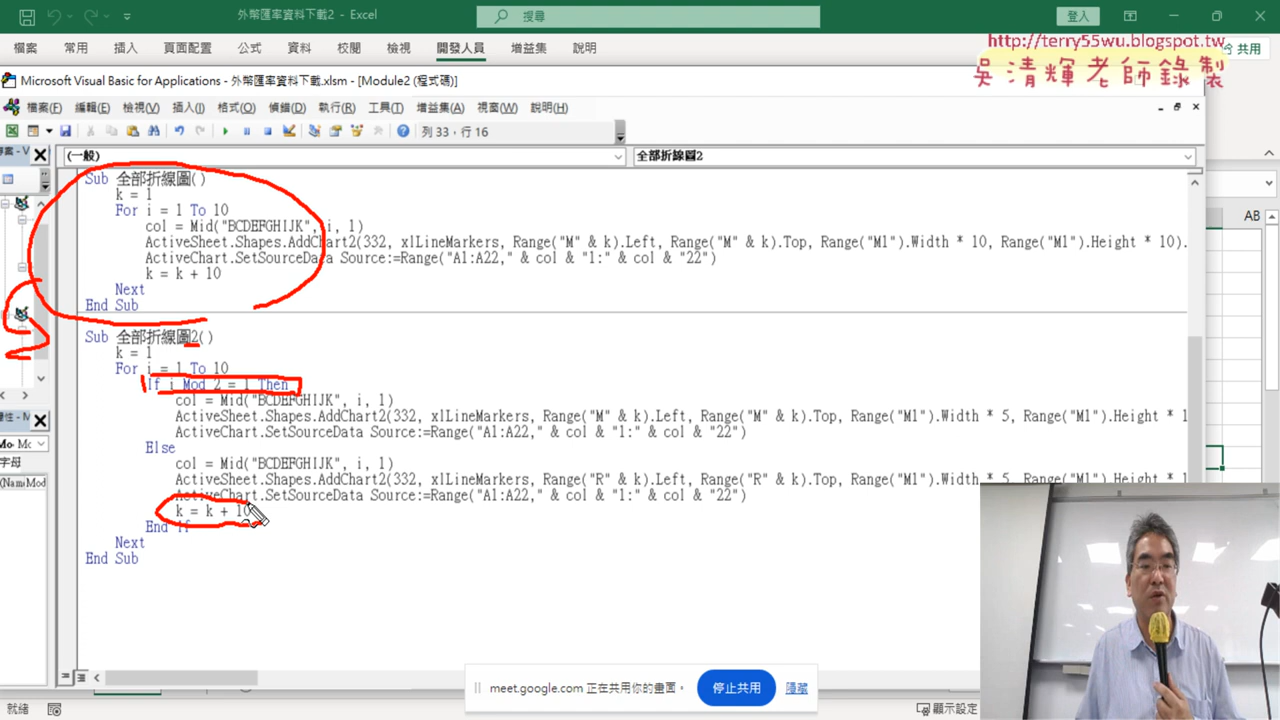 外幣匯率資料下載2 - Excel
搜尋
登入
檔案 常用 插入 頁面配置 公式 資料 校閱 檢視 開發人員 增益集 說明
共用
http://terry55wu.blogspot.tw
吳清輝老師錄製
Microsoft Visual Basic for Applications - 外幣匯率資料下載.xlsm - [Module2 (程式碼)]
檔案(F) 編輯(E) 檢視(V) 插入(I) 格式(O) 偵錯(D) 執行(R) 工具(T) 增益集(A) 視窗(W) 說明(H)
列 33，行 16
(一般)
全部折線圖2
AB
Sub 全部折線圖()
k = 1
For i = 1 To 10
col = Mid("BCDEFGHIJK", i, 1)
ActiveSheet.Shapes.AddChart2(332, xlLineMarkers, Range("M" & k).Left, Range("M" & k).Top, Range("M1").Width * 10, Range("M1").Height * 10).
ActiveChart.SetSourceData Source:=Range("A1:A22," & col & "1:" & col & "22")
k = k + 10
Next
End Sub
Sub 全部折線圖2()
k = 1
For i = 1 To 10
If i Mod 2 = 1 Then
col = Mid("BCDEFGHIJK", i, 1)
ActiveSheet.Shapes.AddChart2(332, xlLineMarkers, Range("M" & k).Left, Range("M" & k).Top, Range("M1").Width * 5, Range("M1").Height * 1
ActiveChart.SetSourceData Source:=Range("A1:A22," & col & "1:" & col & "22")
Else
col = Mid("BCDEFGHIJK", i, 1)
ActiveSheet.Shapes.AddChart2(332, xlLineMarkers, Range("R" & k).Left, Range("R" & k).Top, Range("M1").Width * 5, Range("M1").Height * 1
ActiveChart.SetSourceData Source:=Range("A1:A22," & col & "1:" & col & "22")
k = k + 10
End If
Next
End Sub
字母
(Name Mod
meet.google.com 正在共用你的畫面。
停止共用
隱藏
就緒
顯示設定